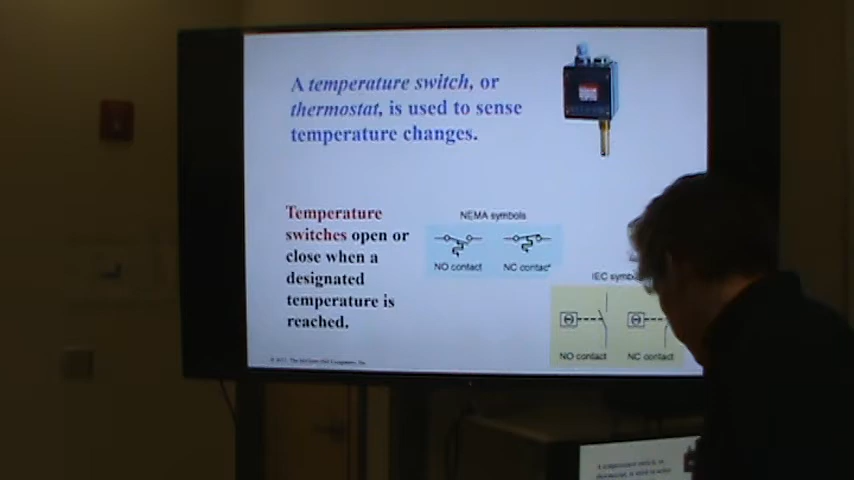 A temperature switch, or
thermostat, is used to sense
temperature changes.
Temperature
switches open or
close when a
designated
temperature is
reached.
NEMA symbols
NO contact
NC contact
IEC
NO contact
NC contact